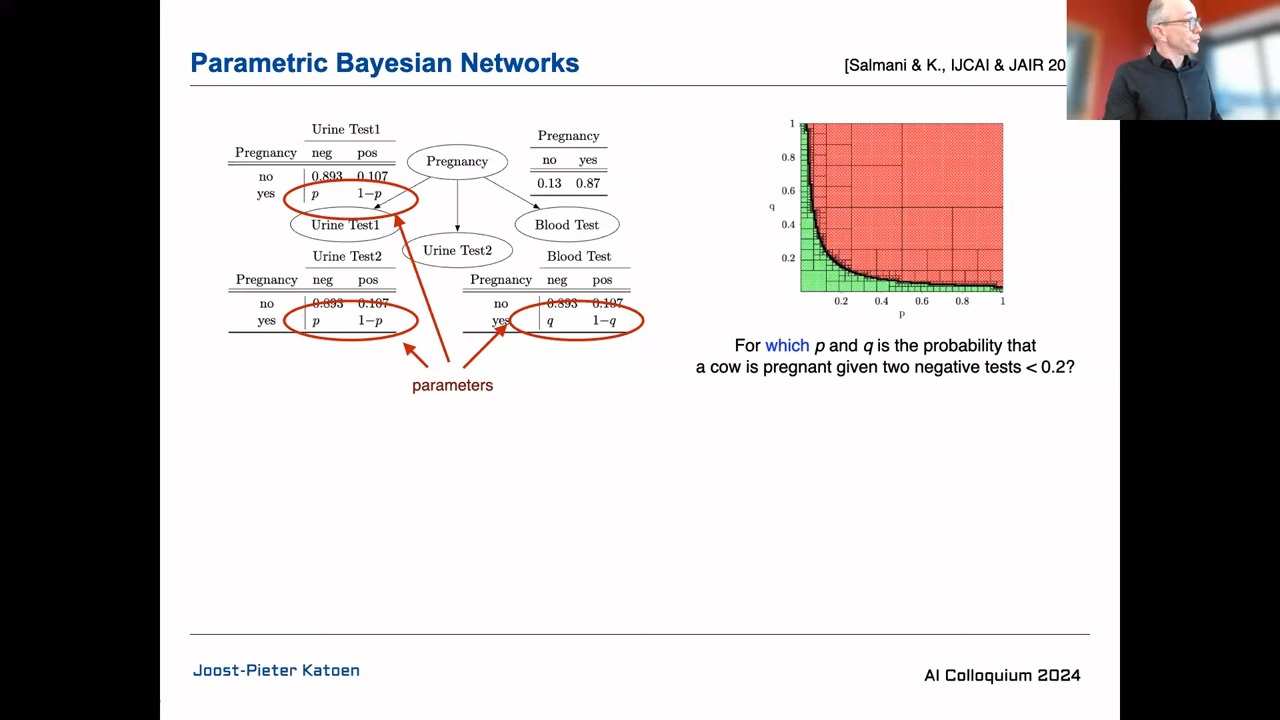 Parametric Bayesian Networks
[Salmani & K., IJCAI & JAIR 20
Urine Test1
Pregnancy neg pos
no 0.893 0.107
yes p 1−p
Pregnancy
Pregnancy
no yes
0.13 0.87
Urine Test1
Urine Test2
Blood Test
Urine Test2
Pregnancy neg pos
no 0.893 0.107
yes p 1−p
Blood Test
Pregnancy neg pos
no 0.893 0.107
yes q 1−q
parameters
1
0.8
0.6
q
0.4
0.2
0.2 0.4 0.6 0.8 1
p
For which p and q is the probability that
a cow is pregnant given two negative tests < 0.2?
Joost-Pieter Katoen
AI Colloquium 2024